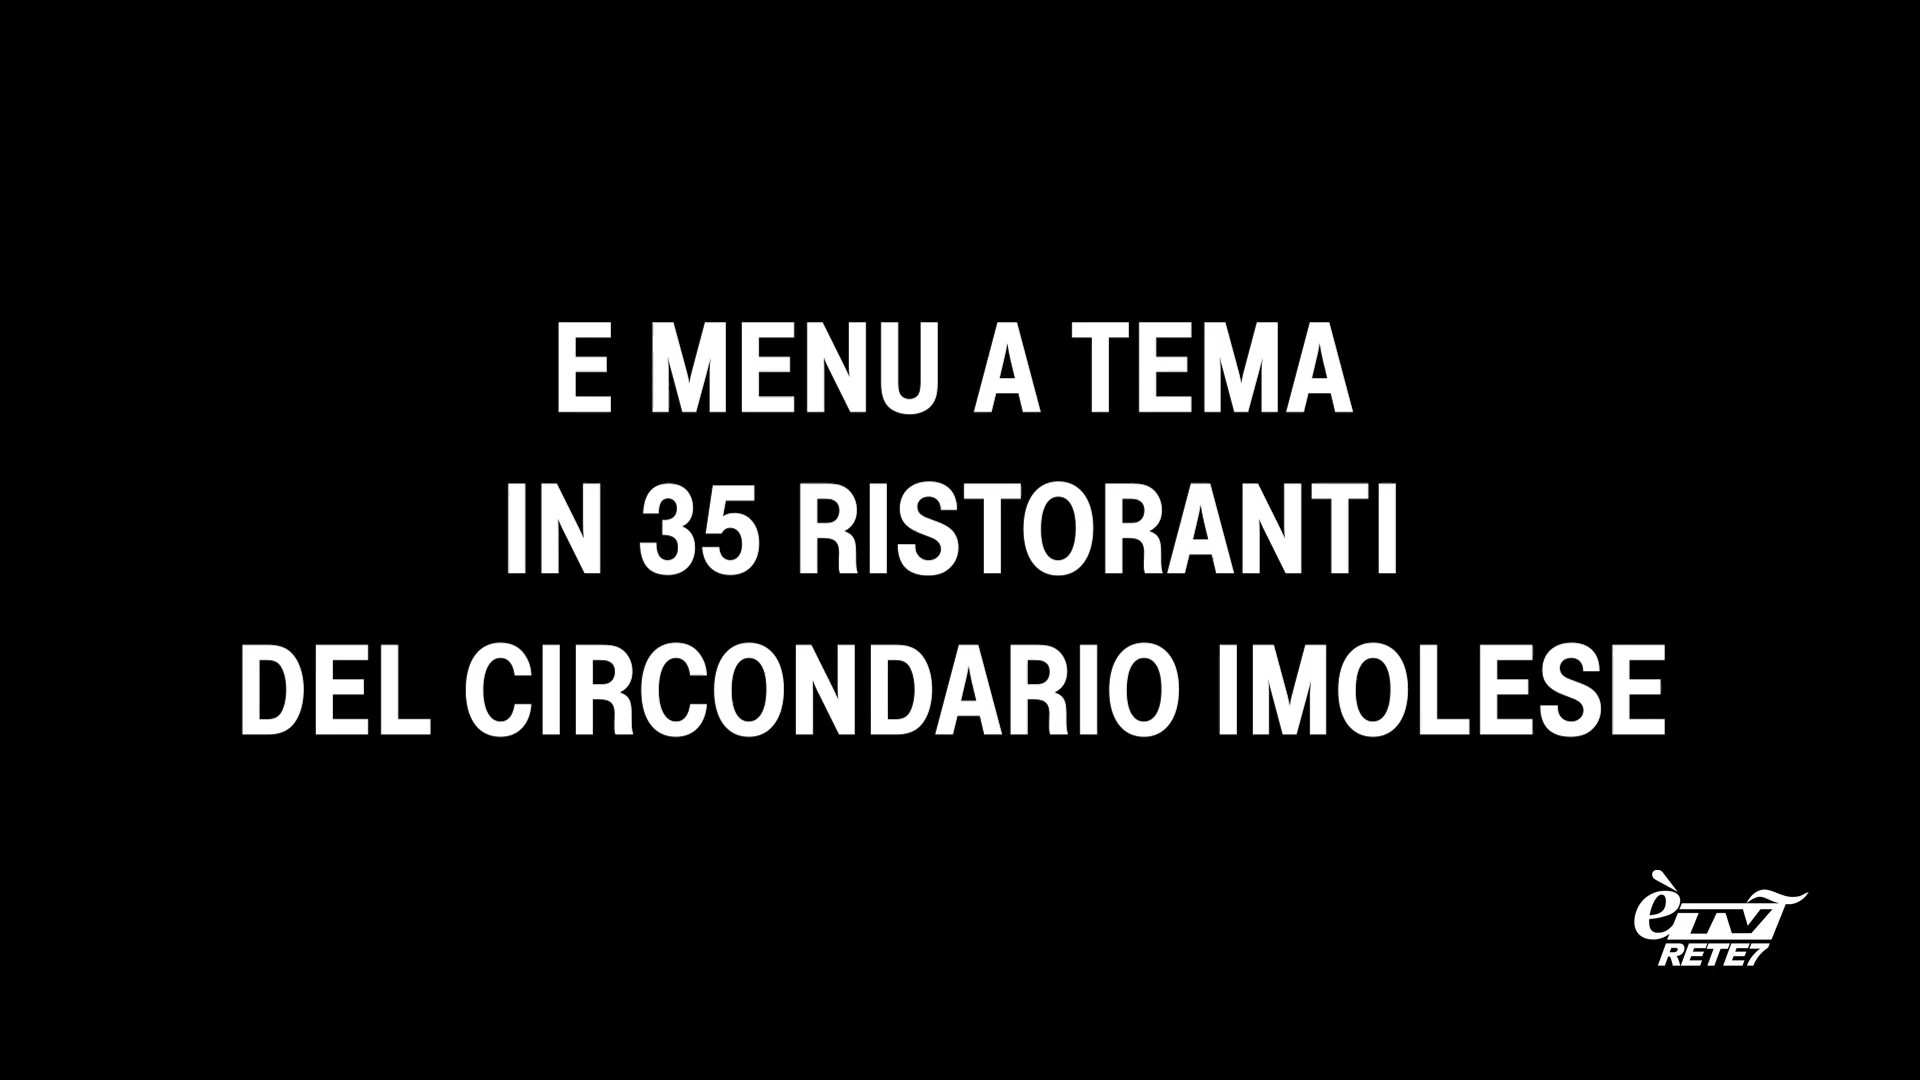 E MENU A TEMA
IN 35 RISTORANTI
DEL CIRCONDARIO IMOLESE
èTV
RETE7